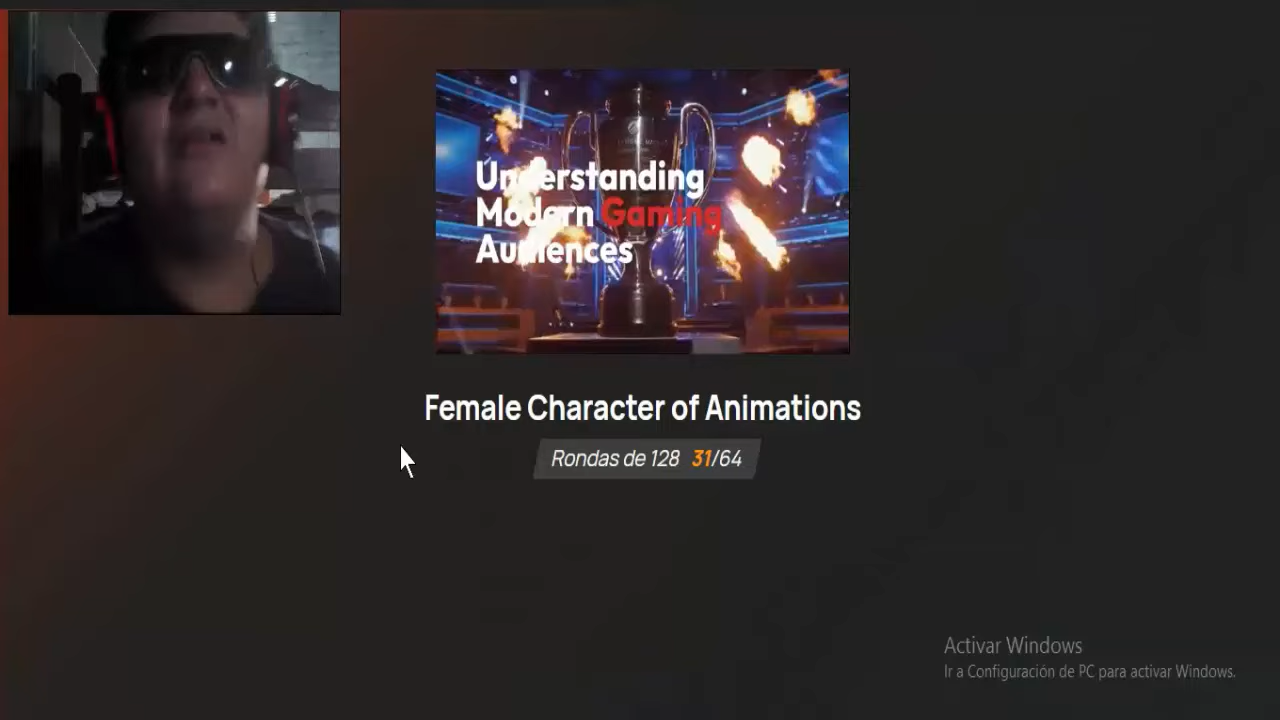 Understanding
Modern Gaming
Audiences
Female Character of Animations
Rondas de 128 31/64
Activar Windows
Ir a Configuración de PC para activar Windows.